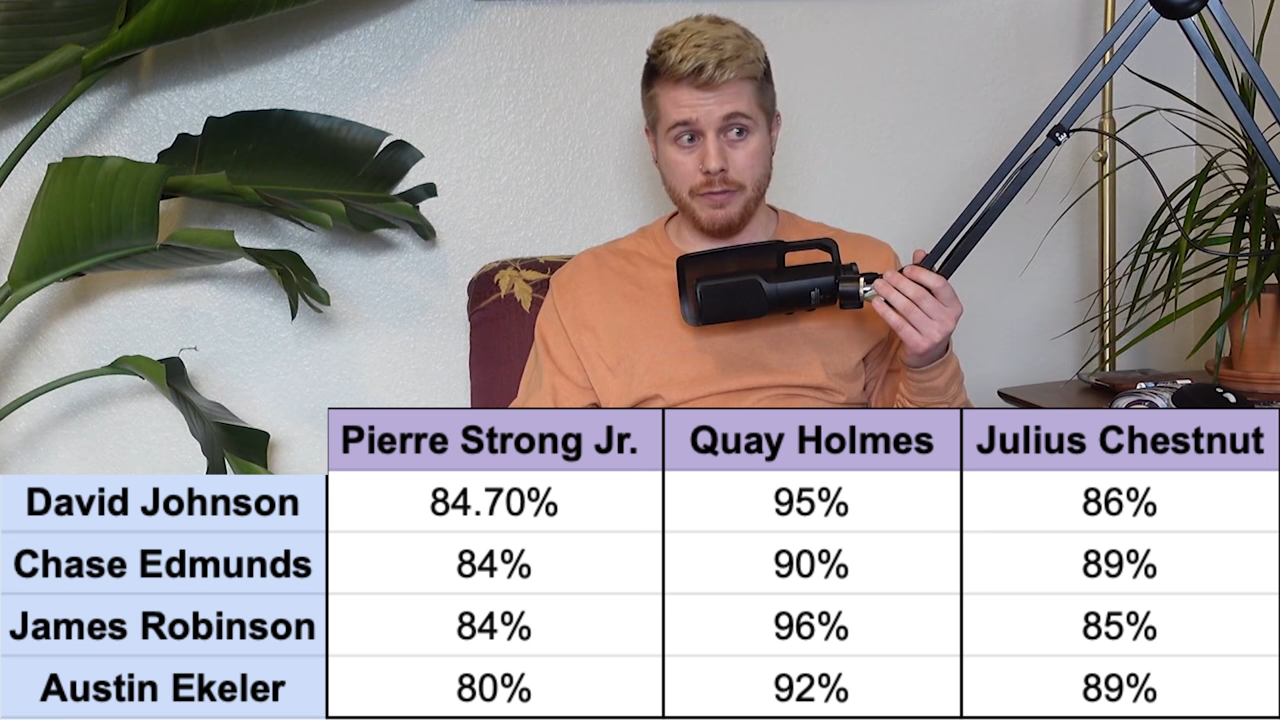 Pierre Strong Jr. Quay Holmes Julius Chestnut
David Johnson 84.70% 95% 86%
Chase Edmunds 84% 90% 89%
James Robinson 84% 96% 85%
Austin Ekeler 80% 92% 89%